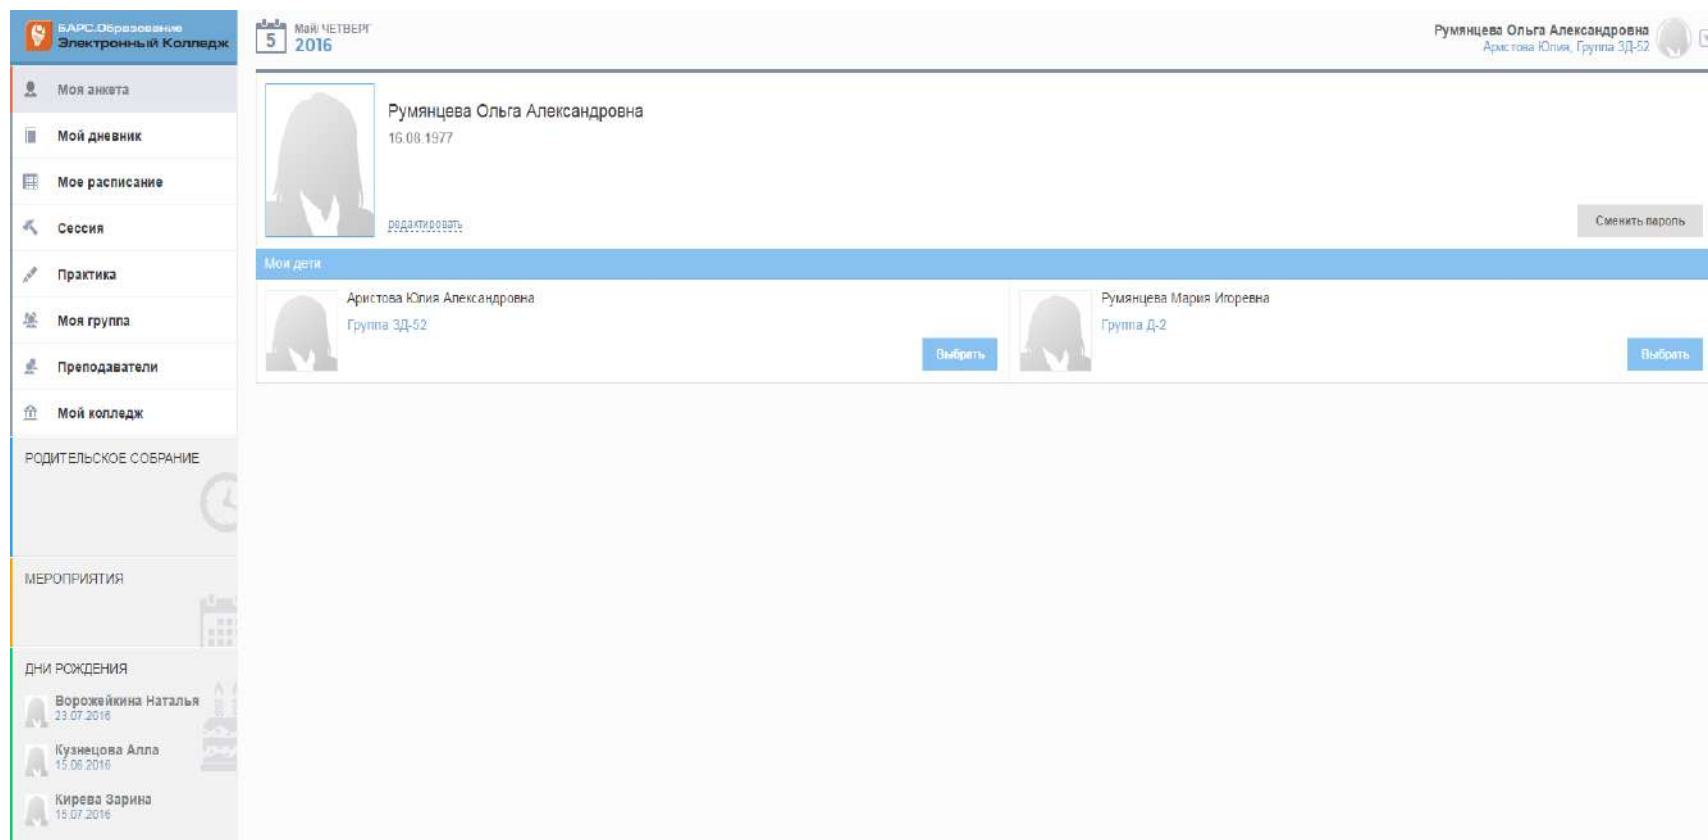 БАРС.Образование
Электронный Колледж
Моя анкета
Мой дневник
Мое расписание
Сессия
Практика
Моя группа
Преподаватели
Мой колледж
РОДИТЕЛЬСКОЕ СОБРАНИЕ
МЕРОПРИЯТИЯ
ДНИ РОЖДЕНИЯ
Ворожейкина Наталья
23.07.2016
Кузнецова Алла
15.06.2016
Кирева Зарина
15.07.2016
5
Май/ ЧЕТВЕРГ
2016
Румянцева Ольга Александровна
Аристова Юлия, Группа ЗД-52
Румянцева Ольга Александровна
16.08.1977
редактировать
Сменить пароль
Мои дети
Аристова Юлия Александровна
Группа ЗД-52
Выбрать
Румянцева Мария Игоревна
Группа Д-2
Выбрать